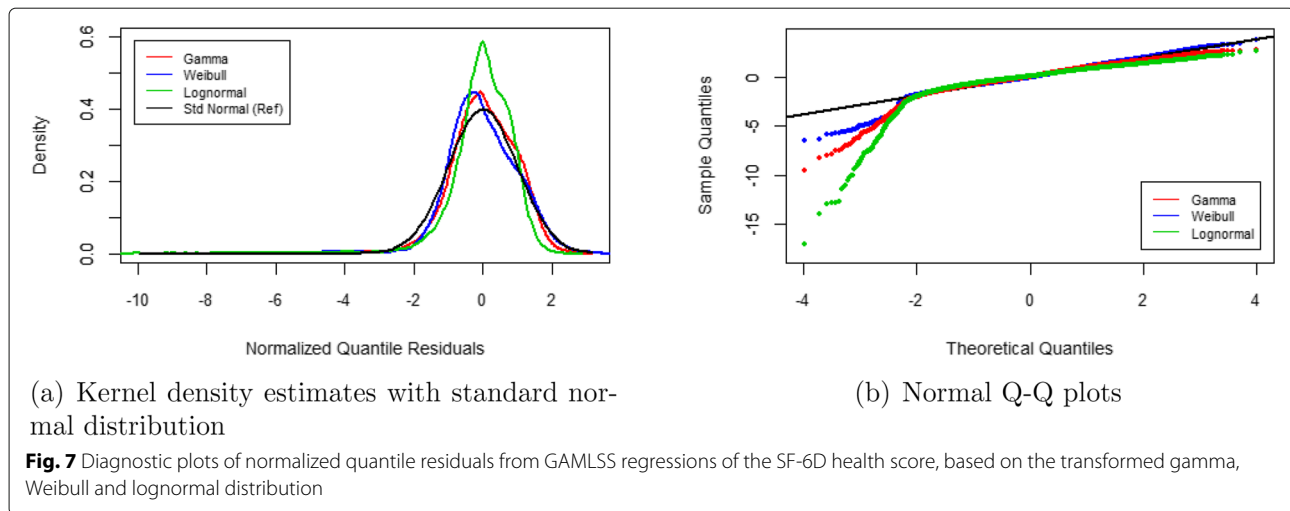 0.6
0.4
0.2
0.0
Density
Gamma
Weibull
Lognormal
Std Normal (Ref)
-10 -8 -6 -4 -2 0 2
Normalized Quantile Residuals
(a) Kernel density estimates with standard nor-
mal distribution
0
-5
-10
-15
Sample Quantiles
Gamma
Weibull
Lognormal
-4 -2 0 2 4
Theoretical Quantiles
(b) Normal Q-Q plots
Fig. 7 Diagnostic plots of normalized quantile residuals from GAMLSS regressions of the SF-6D health score, based on the transformed gamma,
Weibull and lognormal distribution